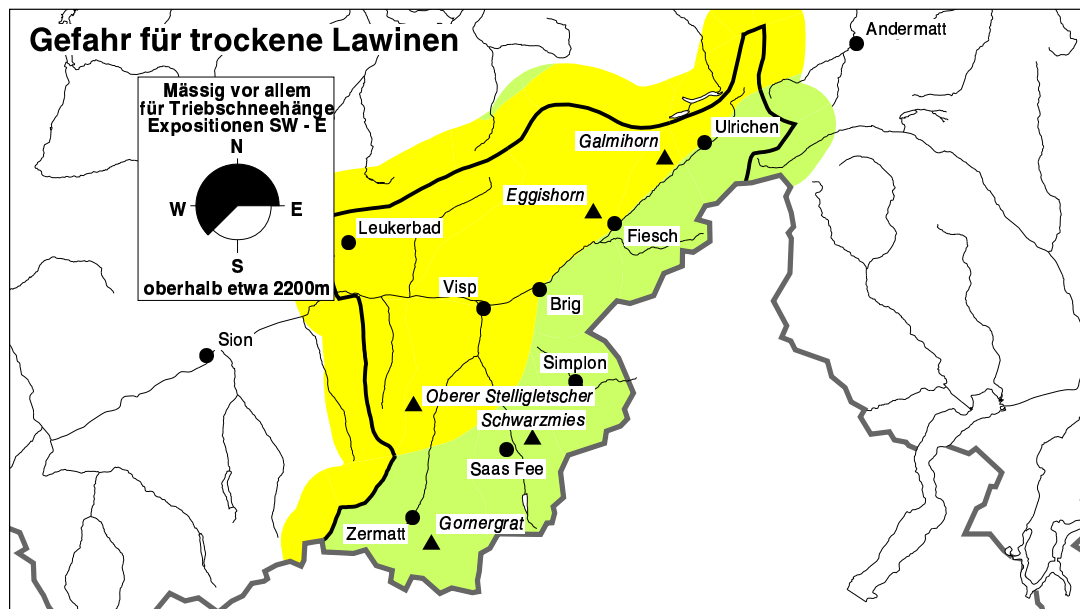 Gefahr für trockene Lawinen
Andermatt
Mässig vor allem
für Triebschneehänge
Expositionen SW - E
N
W
E
S
oberhalb etwa 2200m
Ulrichen
Galmihorn
Eggishorn
Leukerbad
Fiesch
Visp
Brig
Sion
Simplon
Oberer Stelligletscher
Schwarzmies
Saas Fee
Zermatt
Gornergrat